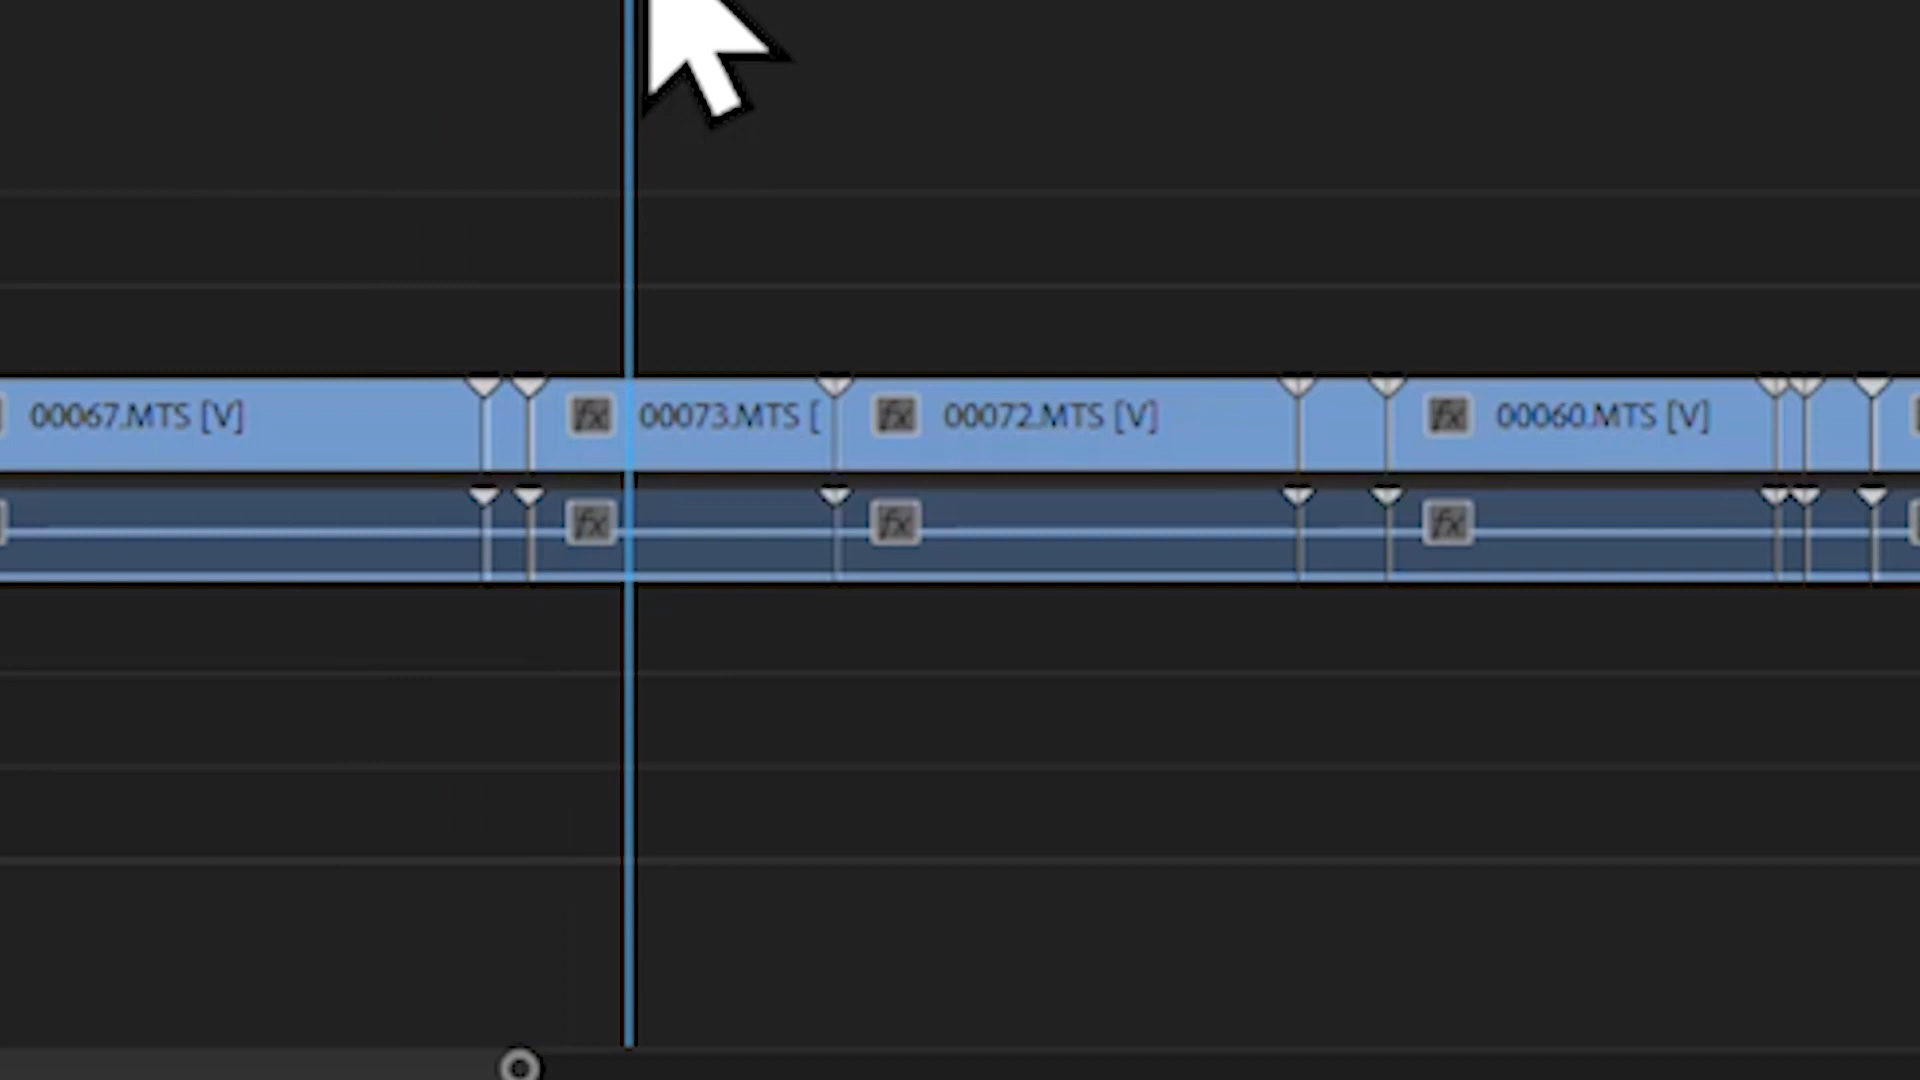 00067.MTS [V] fx 00073.MTS [ fx 00072.MTS [V] fx 00060.MTS [V]
fx fx fx